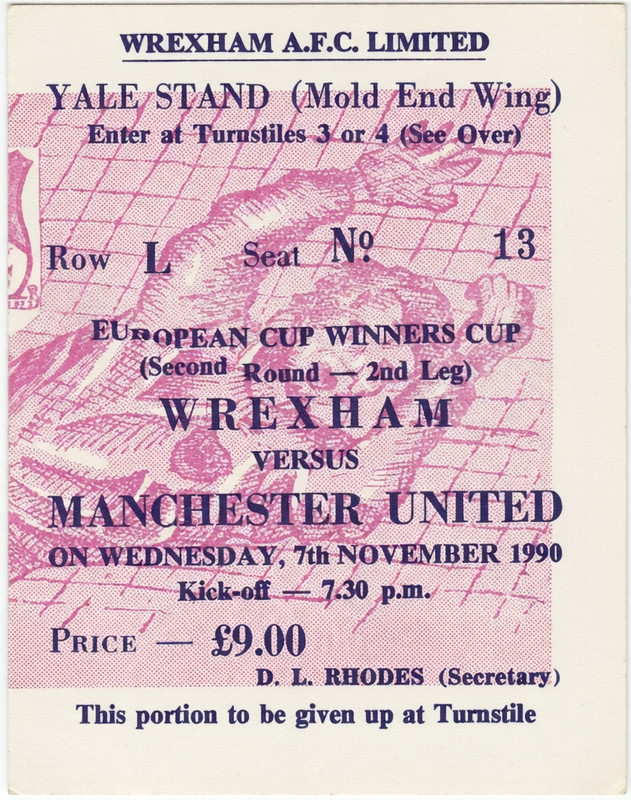 WREXHAM A.F.C. LIMITED
YALE STAND (Mold End Wing)
Enter at Turnstiles 3 or 4 (See Over)
Row L Seat Nº 13
EUROPEAN CUP WINNERS CUP
(Second Round — 2nd Leg)
WREXHAM
VERSUS
MANCHESTER UNITED
ON WEDNESDAY, 7th NOVEMBER 1990
Kick-off — 7.30 p.m.
PRICE — £9.00
D. L. RHODES (Secretary)
This portion to be given up at Turnstile